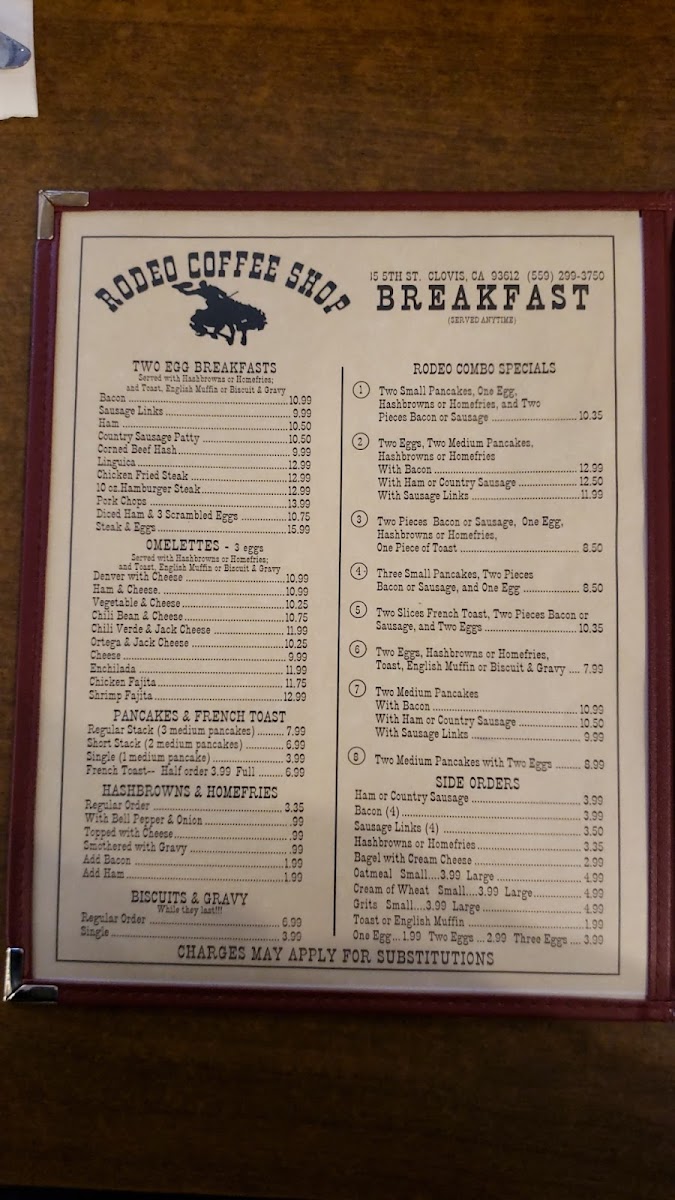 RODEO COFFEE SHOP
5 5TH ST. CLOVIS, CA 93612 (559) 299-3750
BREAKFAST
(SERVED ANYTIME)
TWO EGG BREAKFASTS
Served with Hashbrowns or Homefries;
and Toast, English Muffin or Biscuit & Gravy
Bacon 10.99
Sausage Links 9.99
Ham 10.50
Country Sausage Patty 10.50
Corned Beef Hash 9.99
Linguica 12.99
Chicken Fried Steak 12.99
10 oz.Hamburger Steak 12.99
Pork Chops 13.99
Diced Ham & 3 Scrambled Eggs 10.75
Steak & Eggs 15.99
OMELETTES - 3 eggs
Served with Hashbrowns or Homefries;
and Toast, English Muffin or Biscuit & Gravy
Denver with Cheese 10.99
Ham & Cheese. 10.99
Vegetable & Cheese 10.25
Chili Bean & Cheese 10.75
Chili Verde & Jack Cheese 11.99
Ortega & Jack Cheese 10.25
Cheese 9.99
Enchilada 11.99
Chicken Fajita 11.75
Shrimp Fajita 12.99
PANCAKES & FRENCH TOAST
Regular Stack (3 medium pancakes) 7.99
Short Stack (2 medium pancakes) 6.99
Single (1 medium pancake) 3.99
French Toast-- Half order 3.99 Full 6.99
HASHBROWNS & HOMEFRIES
Regular Order 3.35
With Bell Pepper & Onion .99
Topped with Cheese .99
Smothered with Gravy .99
Add Bacon 1.99
Add Ham 1.99
BISCUITS & GRAVY
While they last!!!
Regular Order 6.99
Single 3.99
RODEO COMBO SPECIALS
1 Two Small Pancakes, One Egg,
Hashbrowns or Homefries, and Two
Pieces Bacon or Sausage 10.35
2 Two Eggs, Two Medium Pancakes,
Hashbrowns or Homefries
With Bacon 12.99
With Ham or Country Sausage 12.50
With Sausage Links 11.99
3 Two Pieces Bacon or Sausage, One Egg,
Hashbrowns or Homefries,
One Piece of Toast 8.50
4 Three Small Pancakes, Two Pieces
Bacon or Sausage, and One Egg 8.50
5 Two Slices French Toast, Two Pieces Bacon or
Sausage, and Two Eggs 10.35
6 Two Eggs, Hashbrowns or Homefries,
Toast, English Muffin or Biscuit & Gravy 7.99
7 Two Medium Pancakes
With Bacon 10.99
With Ham or Country Sausage 10.50
With Sausage Links 9.99
8 Two Medium Pancakes with Two Eggs 8.99
SIDE ORDERS
Ham or Country Sausage 3.99
Bacon (4) 3.99
Sausage Links (4) 3.50
Hashbrowns or Homefries 3.35
Bagel with Cream Cheese 2.99
Oatmeal Small....3.99 Large 4.99
Cream of Wheat Small....3.99 Large 4.99
Grits Small....3.99 Large 4.99
Toast or English Muffin 1.99
One Egg... 1.99 Two Eggs ... 2.99 Three Eggs .... 3.99
CHARGES MAY APPLY FOR SUBSTITUTIONS